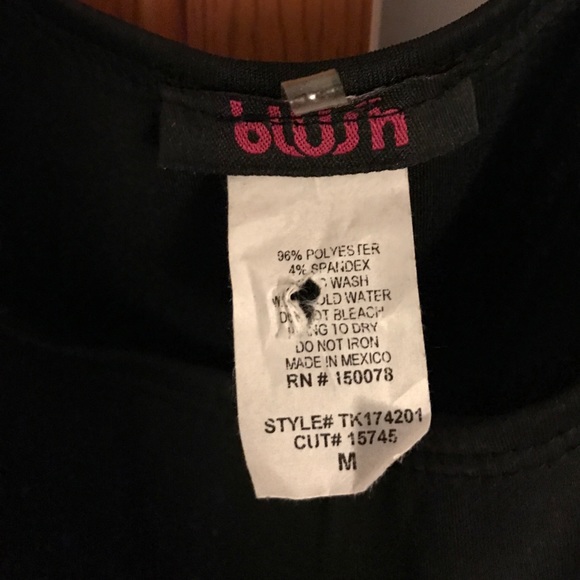 blush
96% POLYESTER
4% SPANDEX
WASH
COLD WATER
DO NOT BLEACH
HANG TO DRY
DO NOT IRON
MADE IN MEXICO
RN # 150078
STYLE# TK174201
CUT# 15745
M